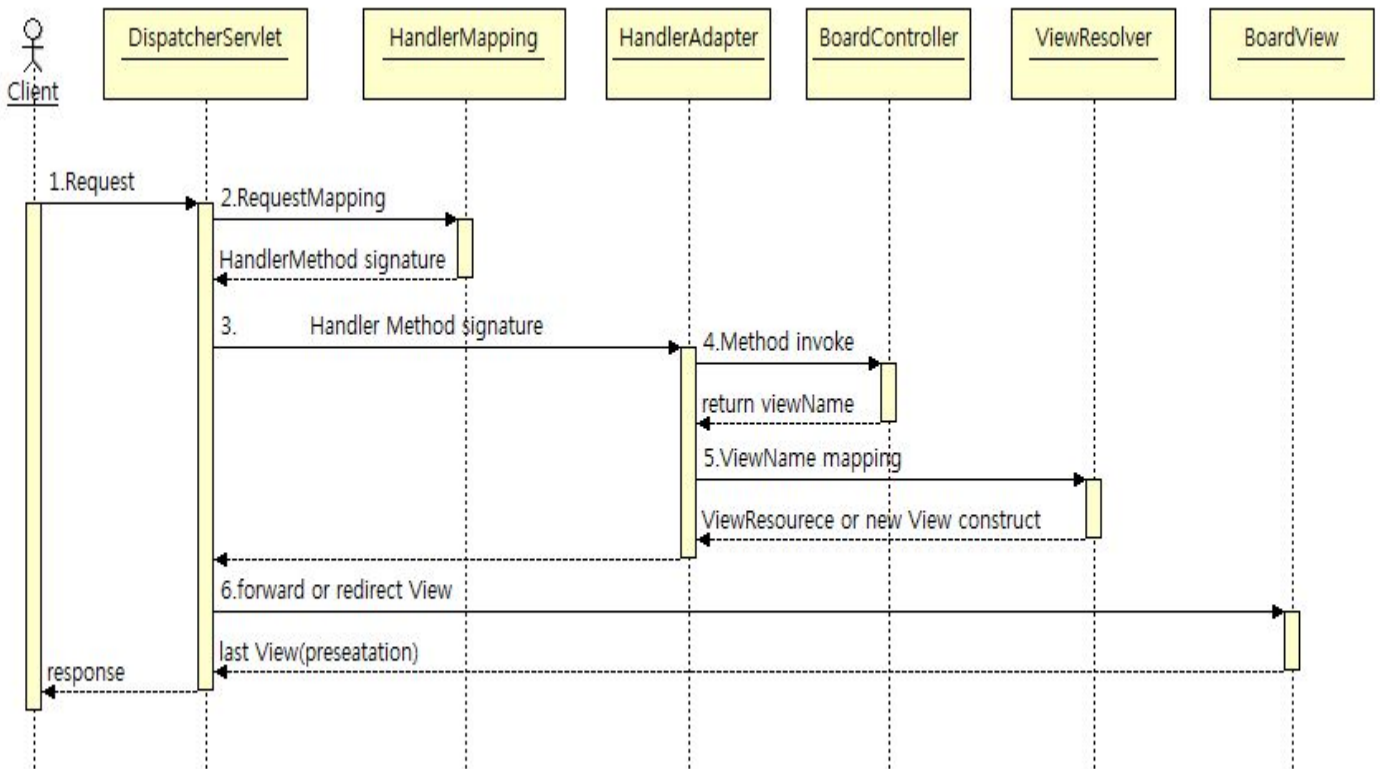 DispatcherServlet
HandlerMapping
HandlerAdapter
BoardController
ViewResolver
BoardView
Client
1.Request
2.RequestMapping
HandlerMethod signature
3. Handler Method signature
4.Method invoke
return viewName
5.ViewName mapping
ViewResourece or new View construct
6.forward or redirect View
last View(preseatation)
response